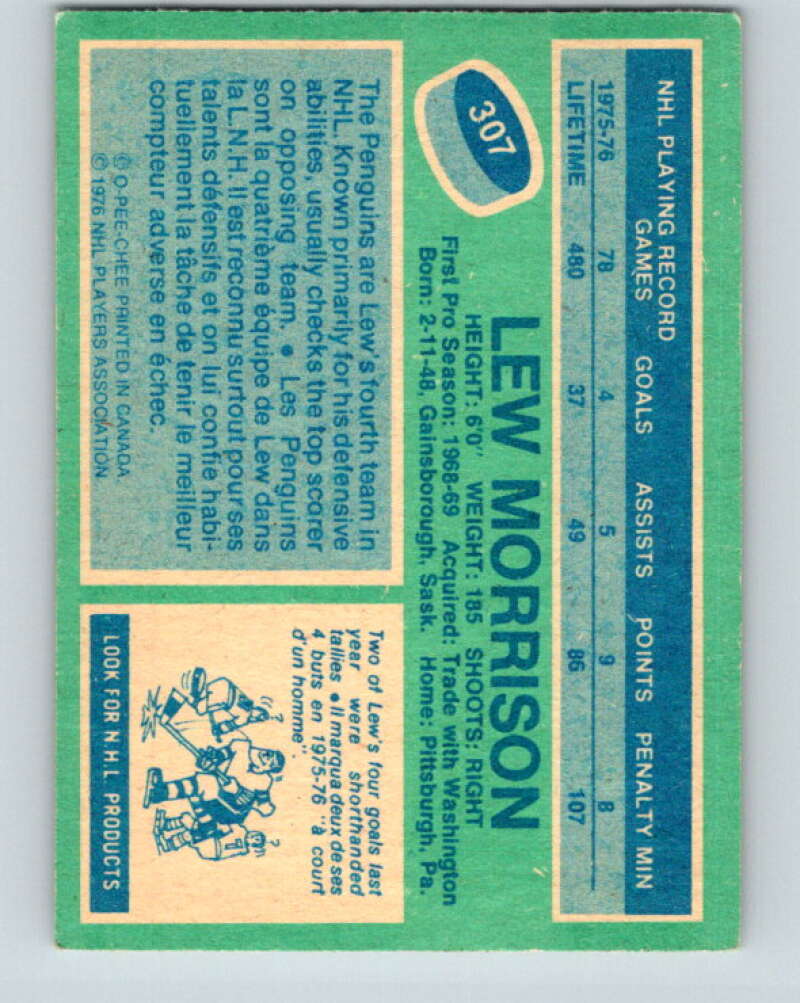 NHL PLAYING RECORD
GAMES GOALS ASSISTS POINTS PENALTY MIN
1975-76 78 4 5 9 8
LIFETIME 480 37 49 86 107
307
LEW MORRISON
HEIGHT: 6'0" WEIGHT: 185 SHOOTS: RIGHT
First Pro Season: 1968-69 Acquired: Trade with Washington
Born: 2-11-48, Gainsborough, Sask. Home: Pittsburgh, Pa.
The Penguins are Lew's fourth team in
NHL. Known primarily for his defensive
abilities, usually checks the top scorer
on opposing team. • Les Penguins
sont la quatrième équipe de Lew dans
la L.N.H. Il est reconnu surtout pour ses
talents défensifs et on lui confie habi-
tuellement la tâche de tenir le meilleur
compteur adverse en échec.
© O-PEE-CHEE PRINTED IN CANADA
© 1976 NHL PLAYERS ASSOCIATION
Two of Lew's four goals last
year were shorthanded
tallies • Il marqua deux de ses
4 buts en 1975-76 "à court
d'un homme".
? ?
LOOK FOR N.H.L. PRODUCTS